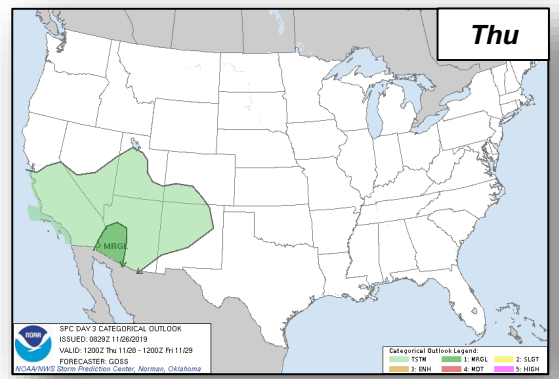 Thu
MRGL
noaa
SPC DAY 3 CATEGORICAL OUTLOOK
ISSUED: 0829Z 11/26/2019
VALID: 1200Z Thu 11/28 - 1200Z Fri 11/29
FORECASTER: GOSS
NOAA/NWS Storm Prediction Center, Norman, Oklahoma
Categorical Outlook Legend:
TSTM 1: MRGL 2: SLGT
3: ENH 4: MDT 5: HIGH